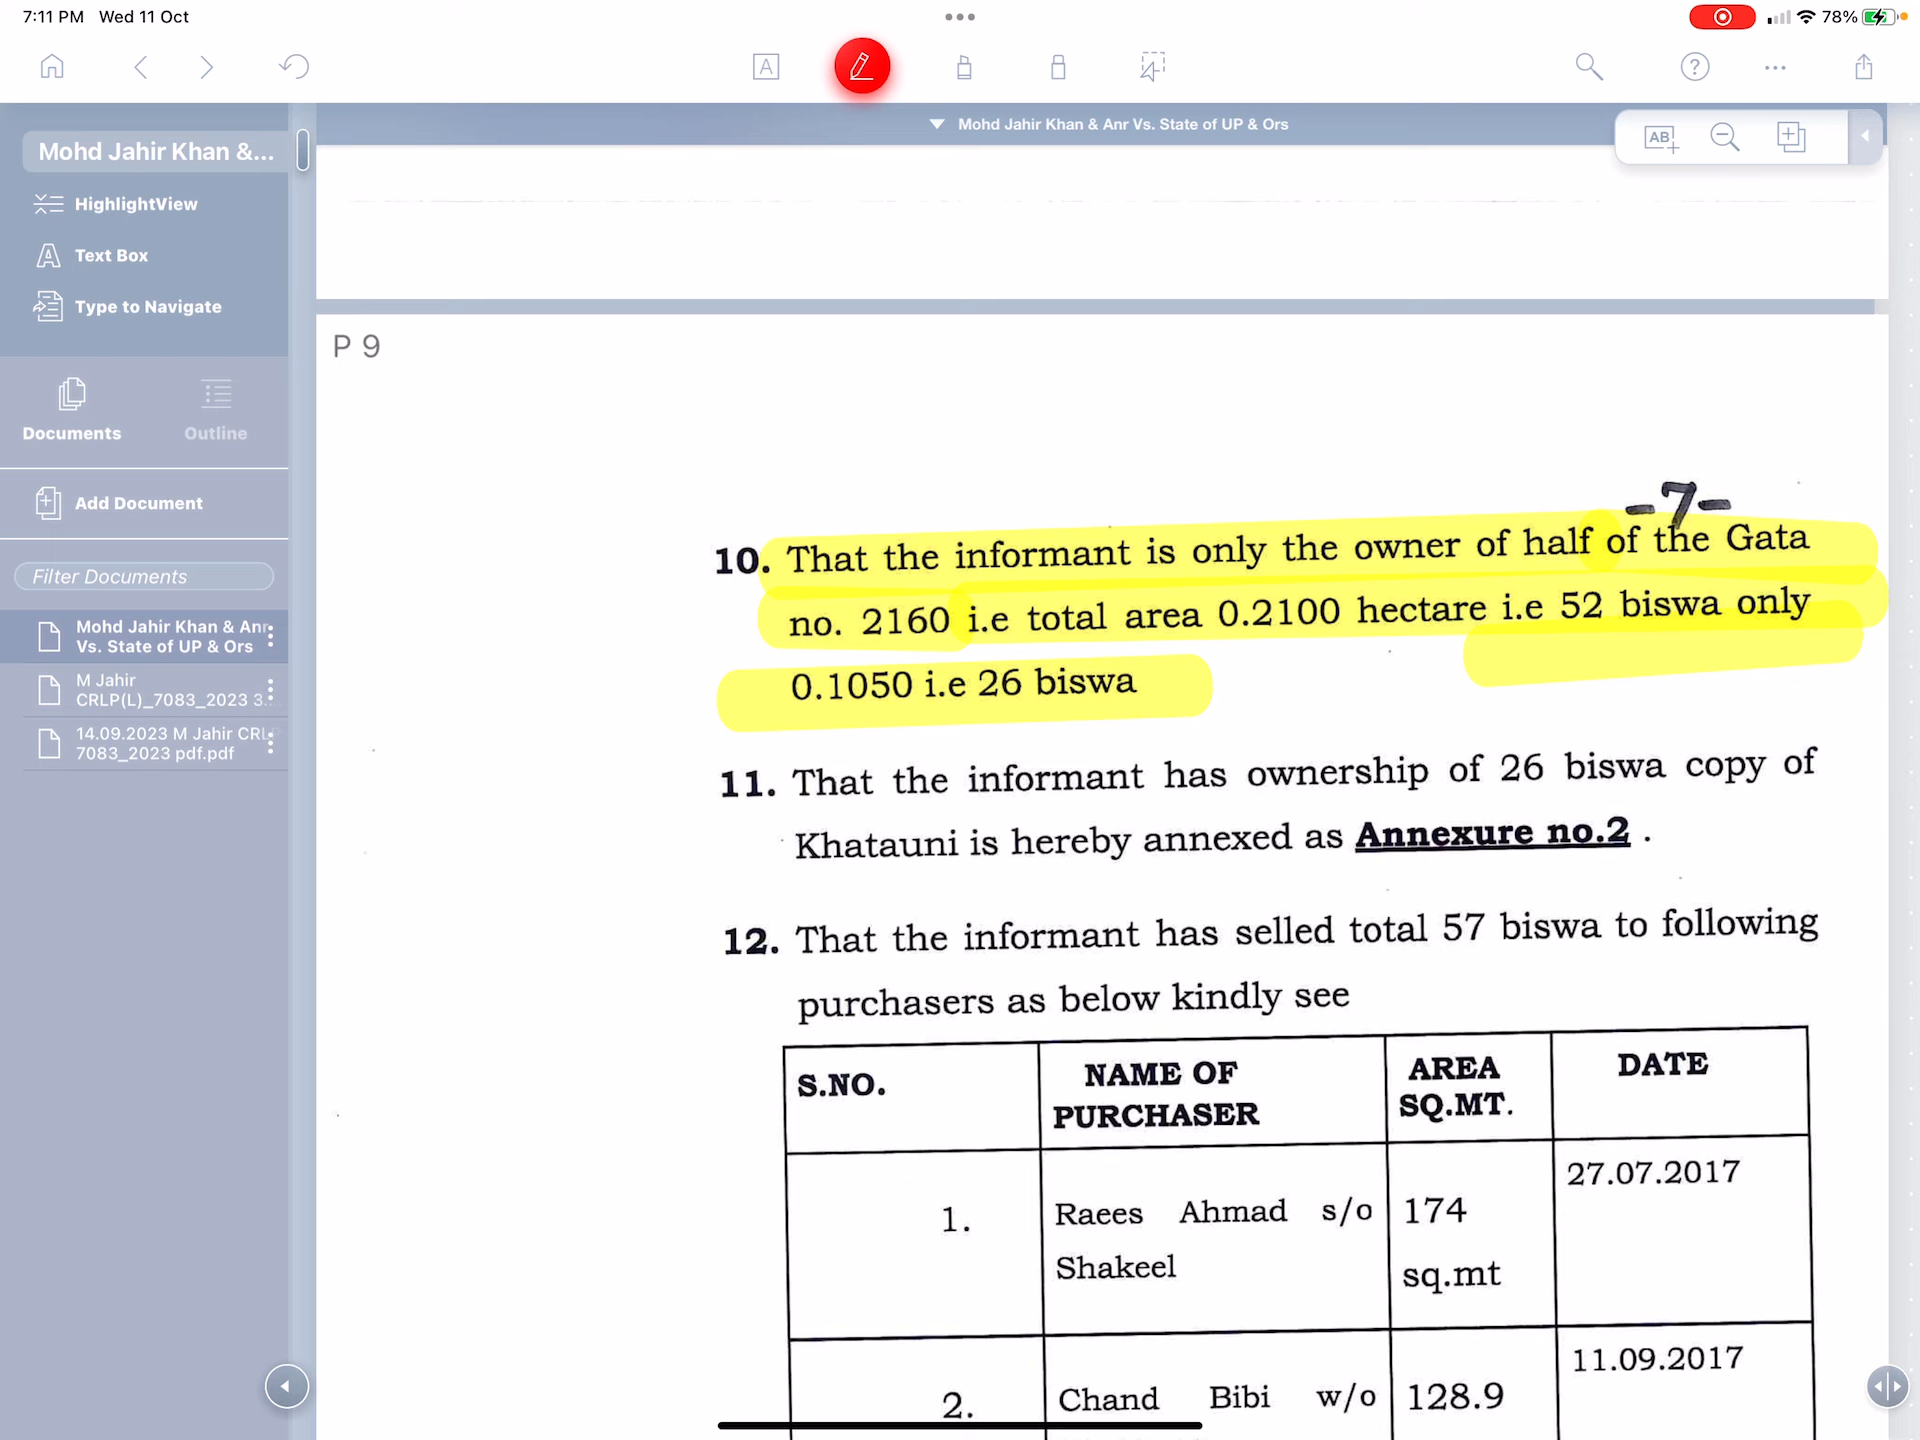 7:11 PM Wed 11 Oct
78%
Mohd Jahir Khan & Anr Vs. State of UP & Ors
Mohd Jahir Khan &...
HighlightView
Text Box
Type to Navigate
Documents
Outline
Add Document
Filter Documents
Mohd Jahir Khan & Anr
Vs. State of UP & Ors
M Jahir
CRLP(L)_7083_2023 3...
14.09.2023 M Jahir CRLP
7083_2023 pdf.pdf
P 9
-7-
10. That the informant is only the owner of half of the Gata
no. 2160 i.e total area 0.2100 hectare i.e 52 biswa only
0.1050 i.e 26 biswa
11. That the informant has ownership of 26 biswa copy of
Khatauni is hereby annexed as Annexure no.2 .
12. That the informant has selled total 57 biswa to following
purchasers as below kindly see
S.NO. NAME OF PURCHASER AREA SQ.MT. DATE
1. Raees Ahmad s/o Shakeel 174 sq.mt 27.07.2017
2. Chand Bibi w/o 128.9 11.09.2017